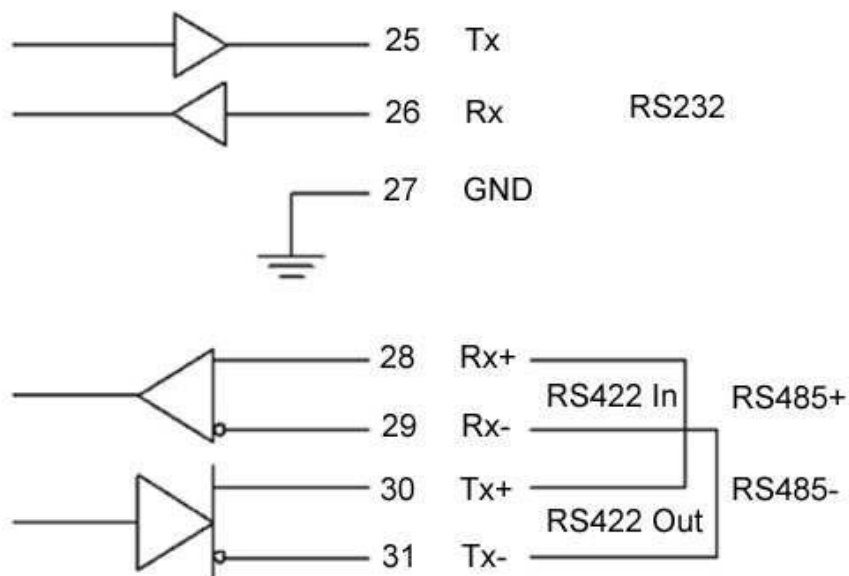 25 Tx
26 Rx RS232
27 GND
28 Rx+
RS422 In RS485+
29 Rx-
30 Tx+ RS485-
RS422 Out
31 Tx-